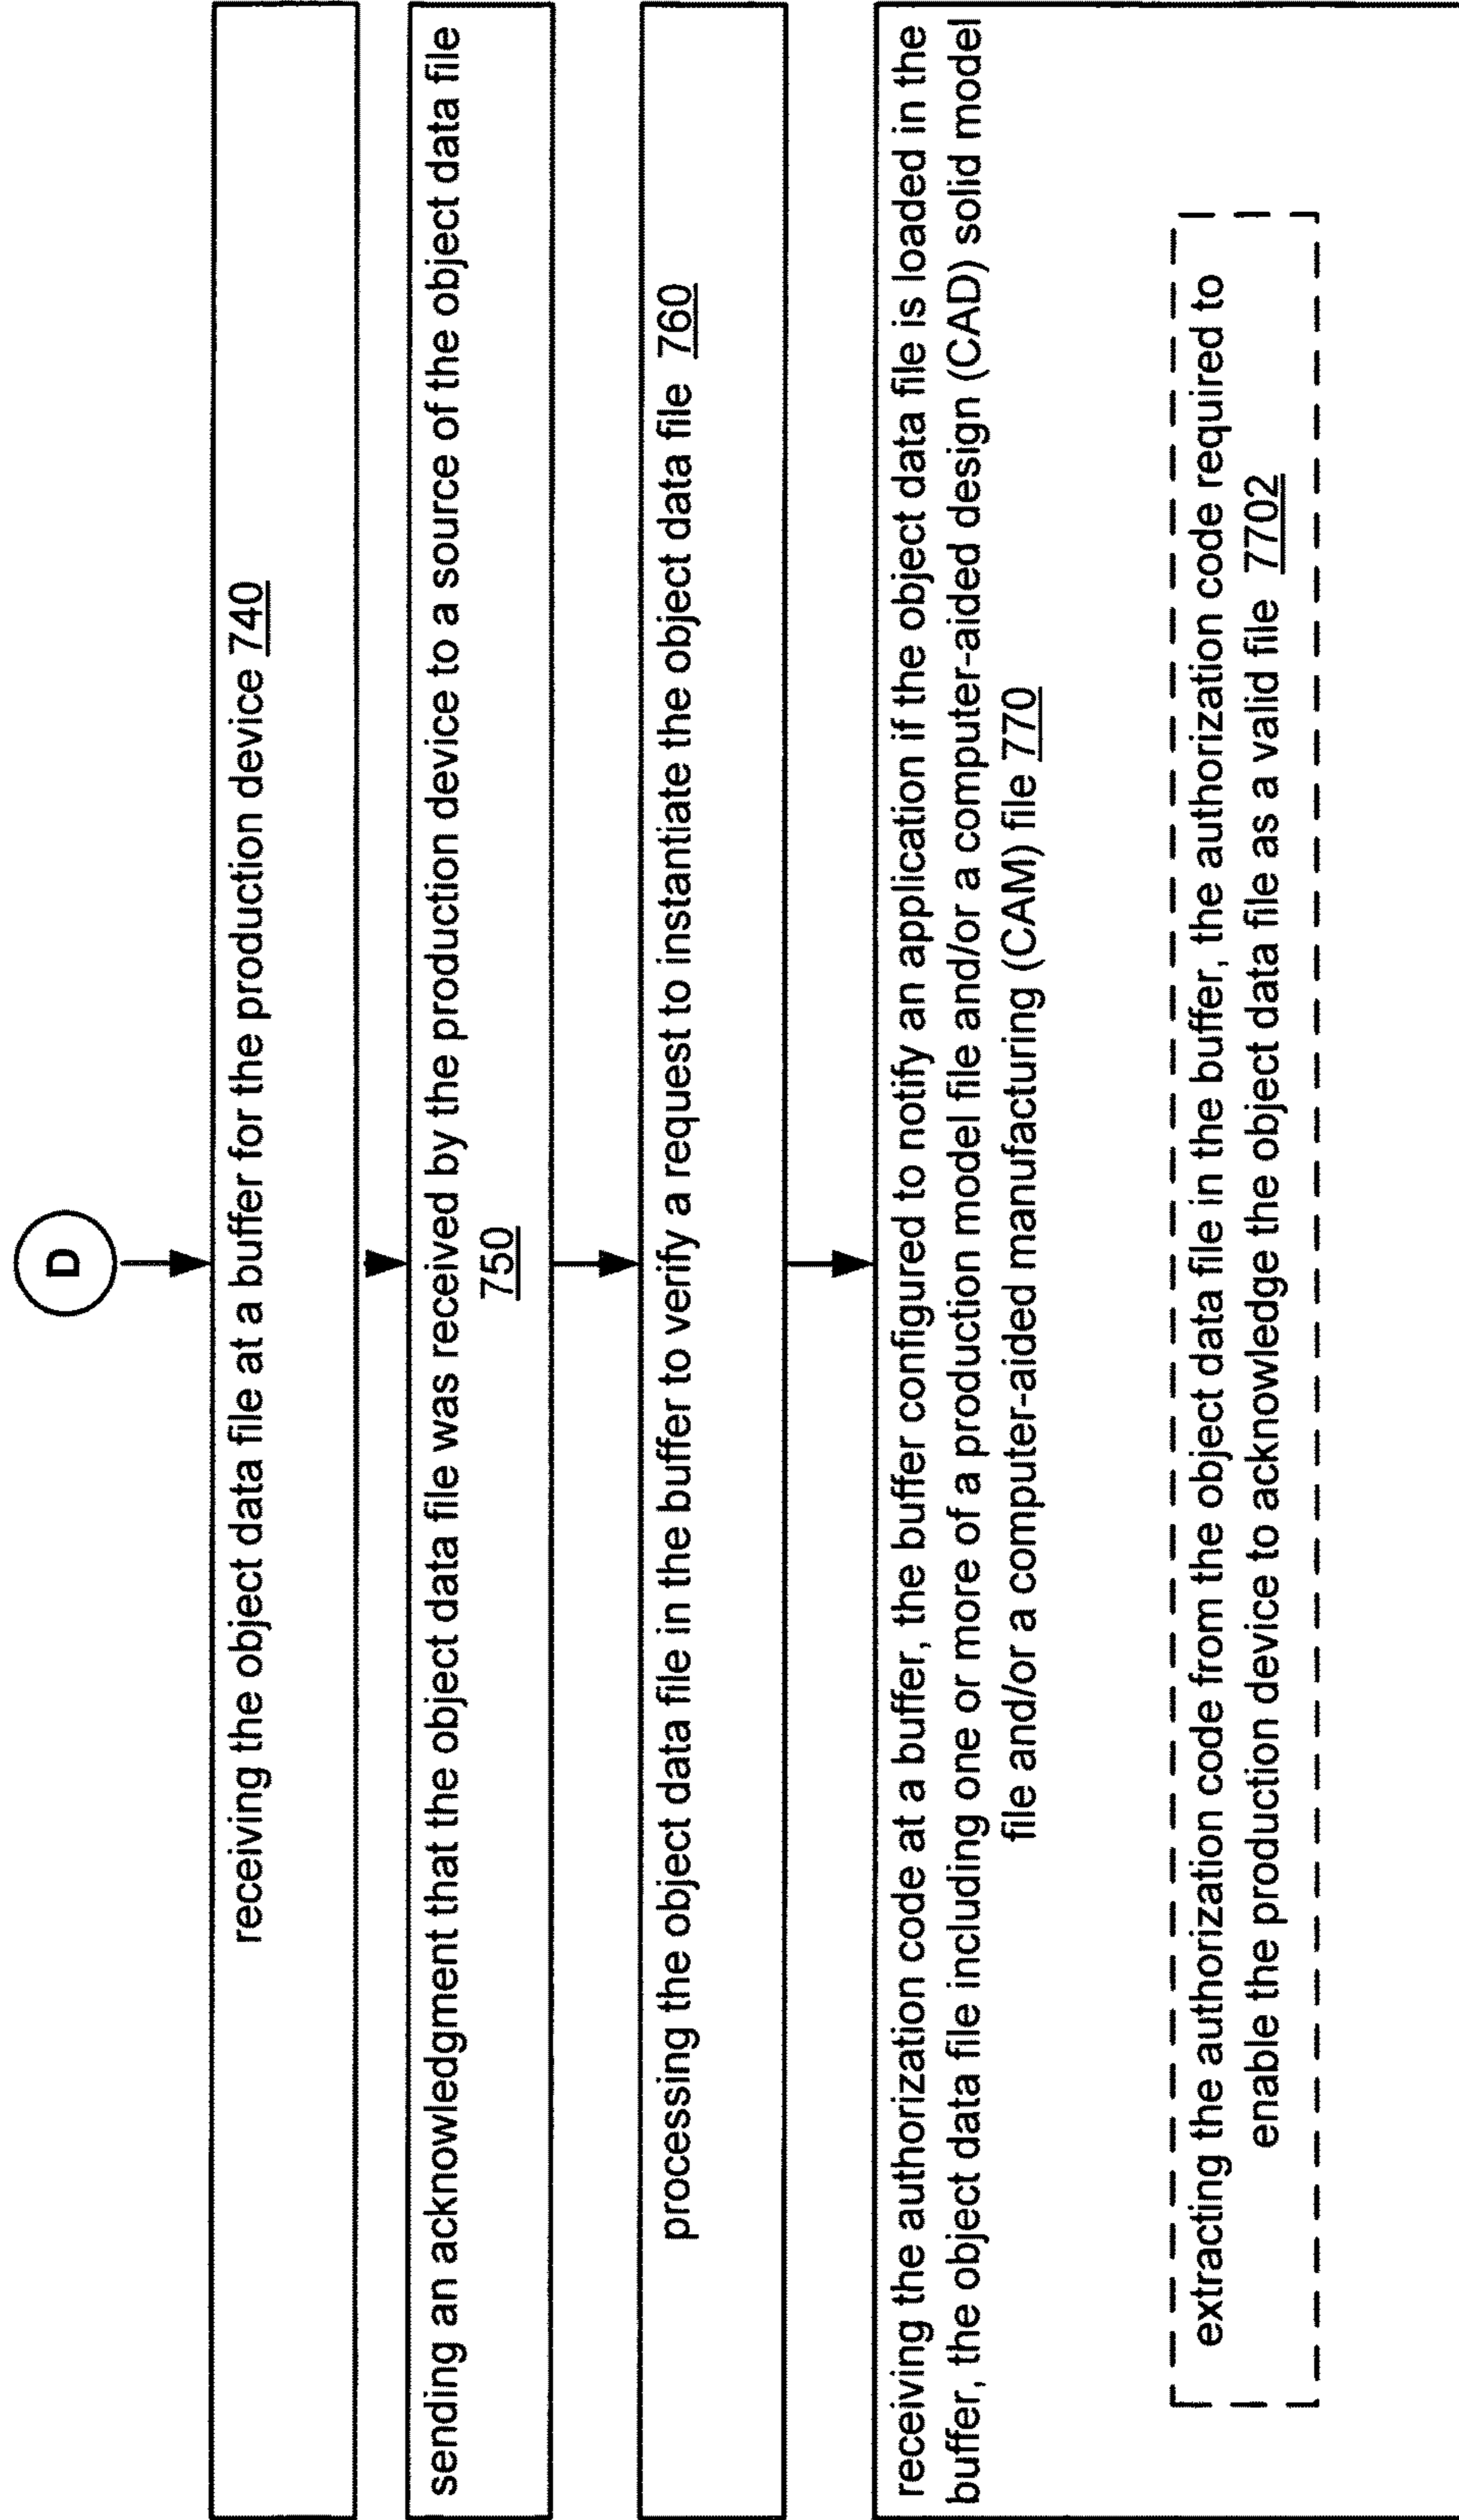 D
receiving the object data file at a buffer for the production device 740
sending an acknowledgment that the object data file was received by the production device to a source of the object data file
750
processing the object data file in the buffer to verify a request to instantiate the object data file 760
receiving the authorization code at a buffer, the buffer configured to notify an application if the object data file is loaded in the
buffer, the object data file including one or more of a production model file and/or a computer-aided design (CAD) solid model
file and/or a computer-aided manufacturing (CAM) file 770
extracting the authorization code from the object data file in the buffer, the authorization code required to
enable the production device to acknowledge the object data file as a valid file 7702